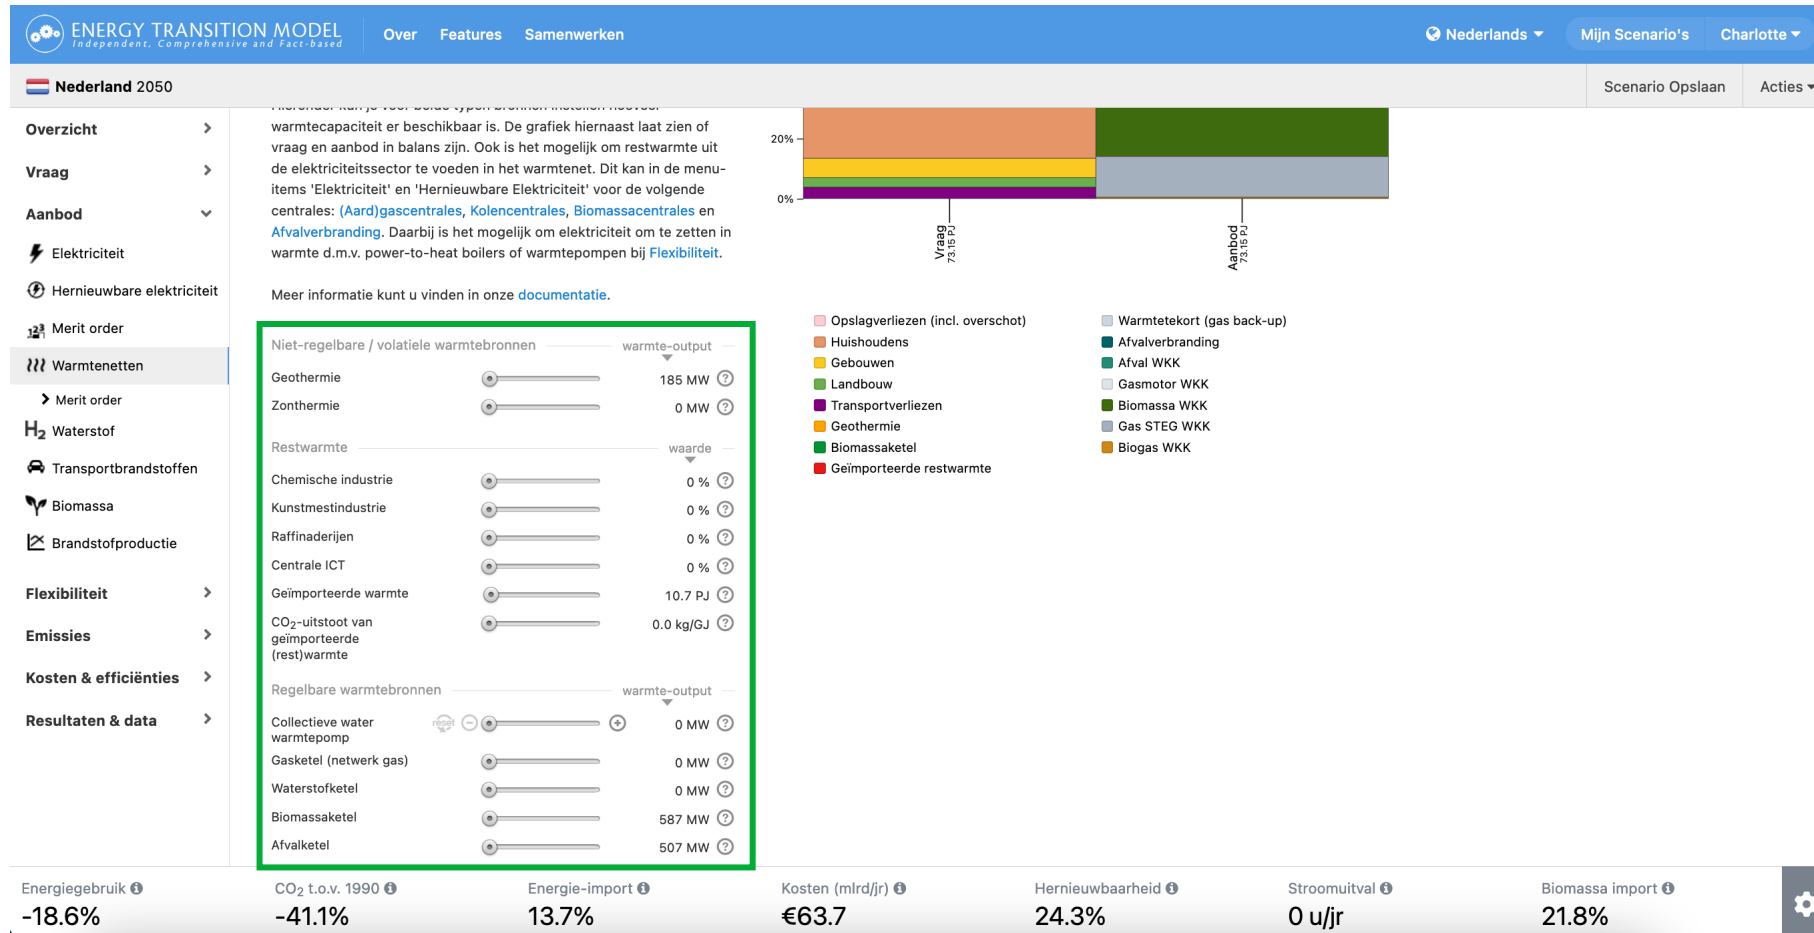 ENERGY TRANSITION MODEL
Independent, Comprehensive and Fact-based
Over
Features
Samenwerken
Nederlands
Mijn Scenario's
Charlotte
Nederland 2050
Scenario Opslaan
Acties
Overzicht
Vraag
Aanbod
Elektriciteit
Hernieuwbare elektriciteit
Merit order
Warmtenetten
Merit order
H2 Waterstof
Transportbrandstoffen
Biomassa
Brandstofproductie
Flexibiliteit
Emissies
Kosten & efficiënties
Resultaten & data
Hieronder kun je voor beide typen bronnen instellen hoeveel
warmtecapaciteit er beschikbaar is. De grafiek hiernaast laat zien of
vraag en aanbod in balans zijn. Ook is het mogelijk om restwarmte uit
de elektriciteitssector te voeden in het warmtenet. Dit kan in de menu-
items 'Elektriciteit' en 'Hernieuwbare Elektriciteit' voor de volgende
centrales: (Aard)gascentrales, Kolencentrales, Biomassacentrales en
Afvalverbranding. Daarbij is het mogelijk om elektriciteit om te zetten in
warmte d.m.v. power-to-heat boilers of warmtepompen bij Flexibiliteit.
Meer informatie kunt u vinden in onze documentatie.
Niet-regelbare / volatiele warmtebronnen warmte-output
Geothermie 185 MW ?
Zonthermie 0 MW ?
Restwarmte waarde
Chemische industrie 0 % ?
Kunstmestindustrie 0 % ?
Raffinaderijen 0 % ?
Centrale ICT 0 % ?
Geïmporteerde warmte 10.7 PJ ?
CO2-uitstoot van 0.0 kg/GJ ?
geïmporteerde
(rest)warmte
Regelbare warmtebronnen warmte-output
Collectieve water reset 0 MW ?
warmtepomp
Gasketel (netwerk gas) 0 MW ?
Waterstofketel 0 MW ?
Biomassaketel 587 MW ?
Afvalketel 507 MW ?
20%
0%
Vraag
73.15 PJ
Aanbod
73.15 PJ
Opslagverliezen (incl. overschot)
Huishoudens
Gebouwen
Landbouw
Transportverliezen
Geothermie
Biomassaketel
Geïmporteerde restwarmte
Warmtetekort (gas back-up)
Afvalverbranding
Afval WKK
Gasmotor WKK
Biomassa WKK
Gas STEG WKK
Biogas WKK
Energiegebruik
-18.6%
CO2 t.o.v. 1990
-41.1%
Energie-import
13.7%
Kosten (mlrd/jr)
€63.7
Hernieuwbaarheid
24.3%
Stroomuitval
0 u/jr
Biomassa import
21.8%